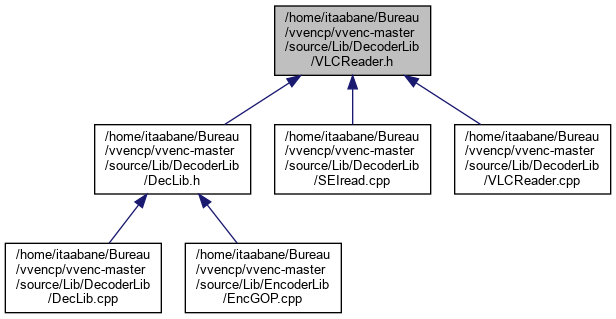 /home/itaabane/Bureau
/vvencp/vvenc-master
/source/Lib/DecoderLib
/VLCReader.h
/home/itaabane/Bureau
/vvencp/vvenc-master
/source/Lib/DecoderLib
/DecLib.h
/home/itaabane/Bureau
/vvencp/vvenc-master
/source/Lib/DecoderLib
/SEIread.cpp
/home/itaabane/Bureau
/vvencp/vvenc-master
/source/Lib/DecoderLib
/VLCReader.cpp
/home/itaabane/Bureau
/vvencp/vvenc-master
/source/Lib/DecoderLib
/DecLib.cpp
/home/itaabane/Bureau
/vvencp/vvenc-master
/source/Lib/EncoderLib
/EncGOP.cpp